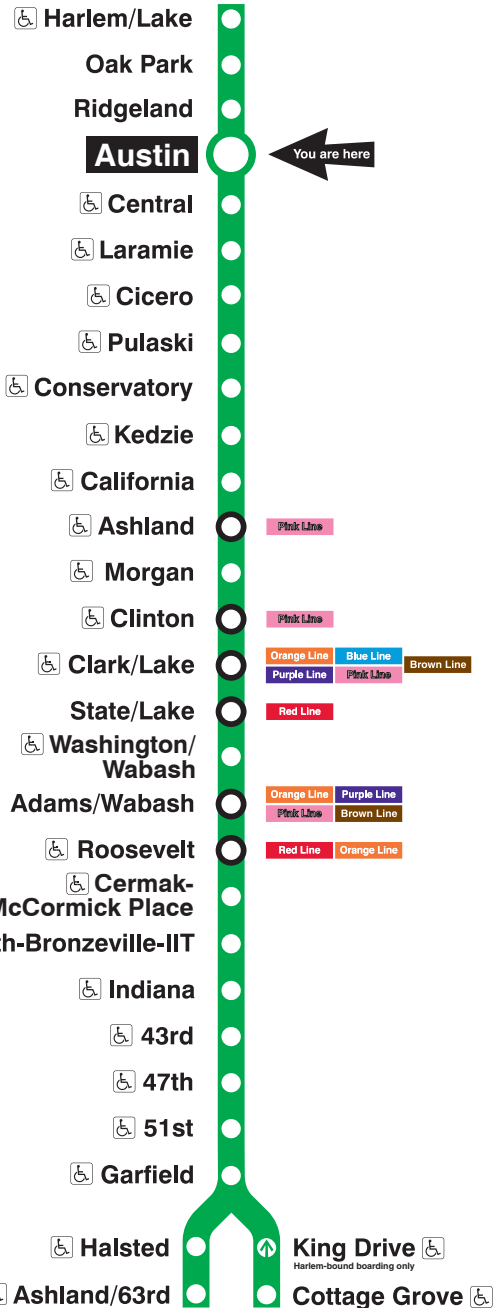 Harlem/Lake
Oak Park
Ridgeland
Austin
You are here
Central
Laramie
Cicero
Pulaski
Conservatory
Kedzie
California
Ashland
Pink Line
Morgan
Clinton
Pink Line
Clark/Lake
Orange Line Blue Line
Brown Line
Purple Line Pink Line
State/Lake
Red Line
Washington/
Wabash
Adams/Wabash
Orange Line Purple Line
Pink Line Brown Line
Roosevelt
Red Line Orange Line
Cermak-
McCormick Place
th-Bronzeville-IIT
Indiana
43rd
47th
51st
Garfield
Halsted
King Drive
Harlem-bound boarding only
Ashland/63rd
Cottage Grove